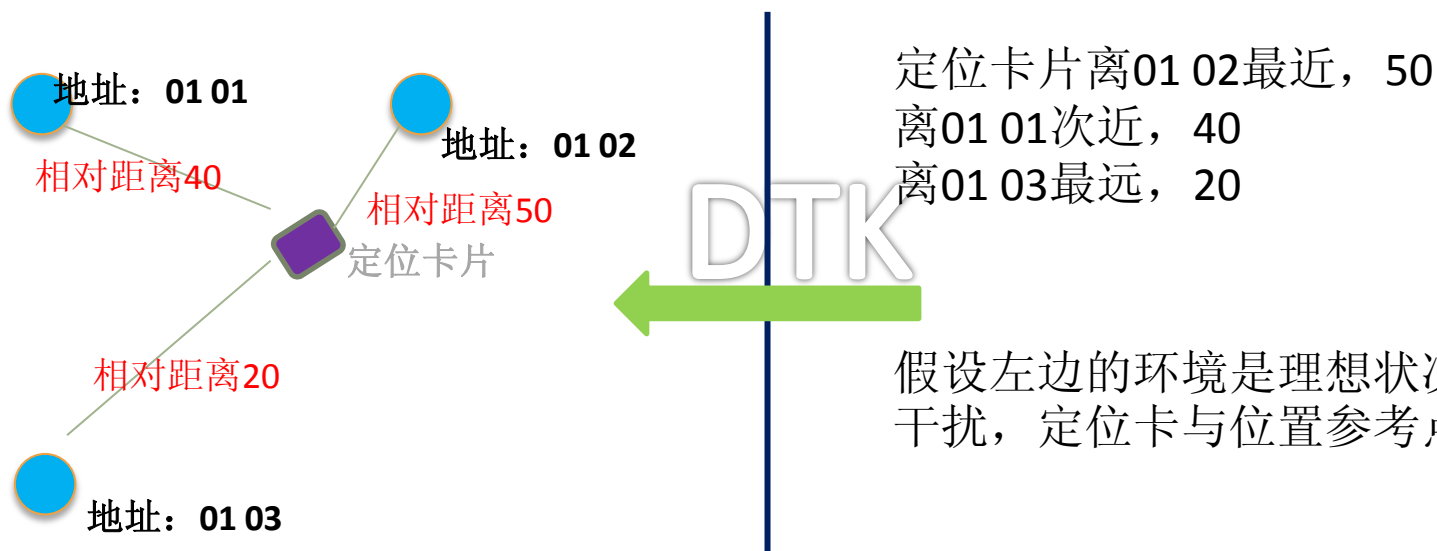 地址：01 01
地址：01 02
相对距离40
相对距离50
定位卡片
相对距离20
地址：01 03
DTK
定位卡片离01 02最近，50
离01 01次近，40
离01 03最远，20
假设左边的环境是理想状
干扰，定位卡与位置参考